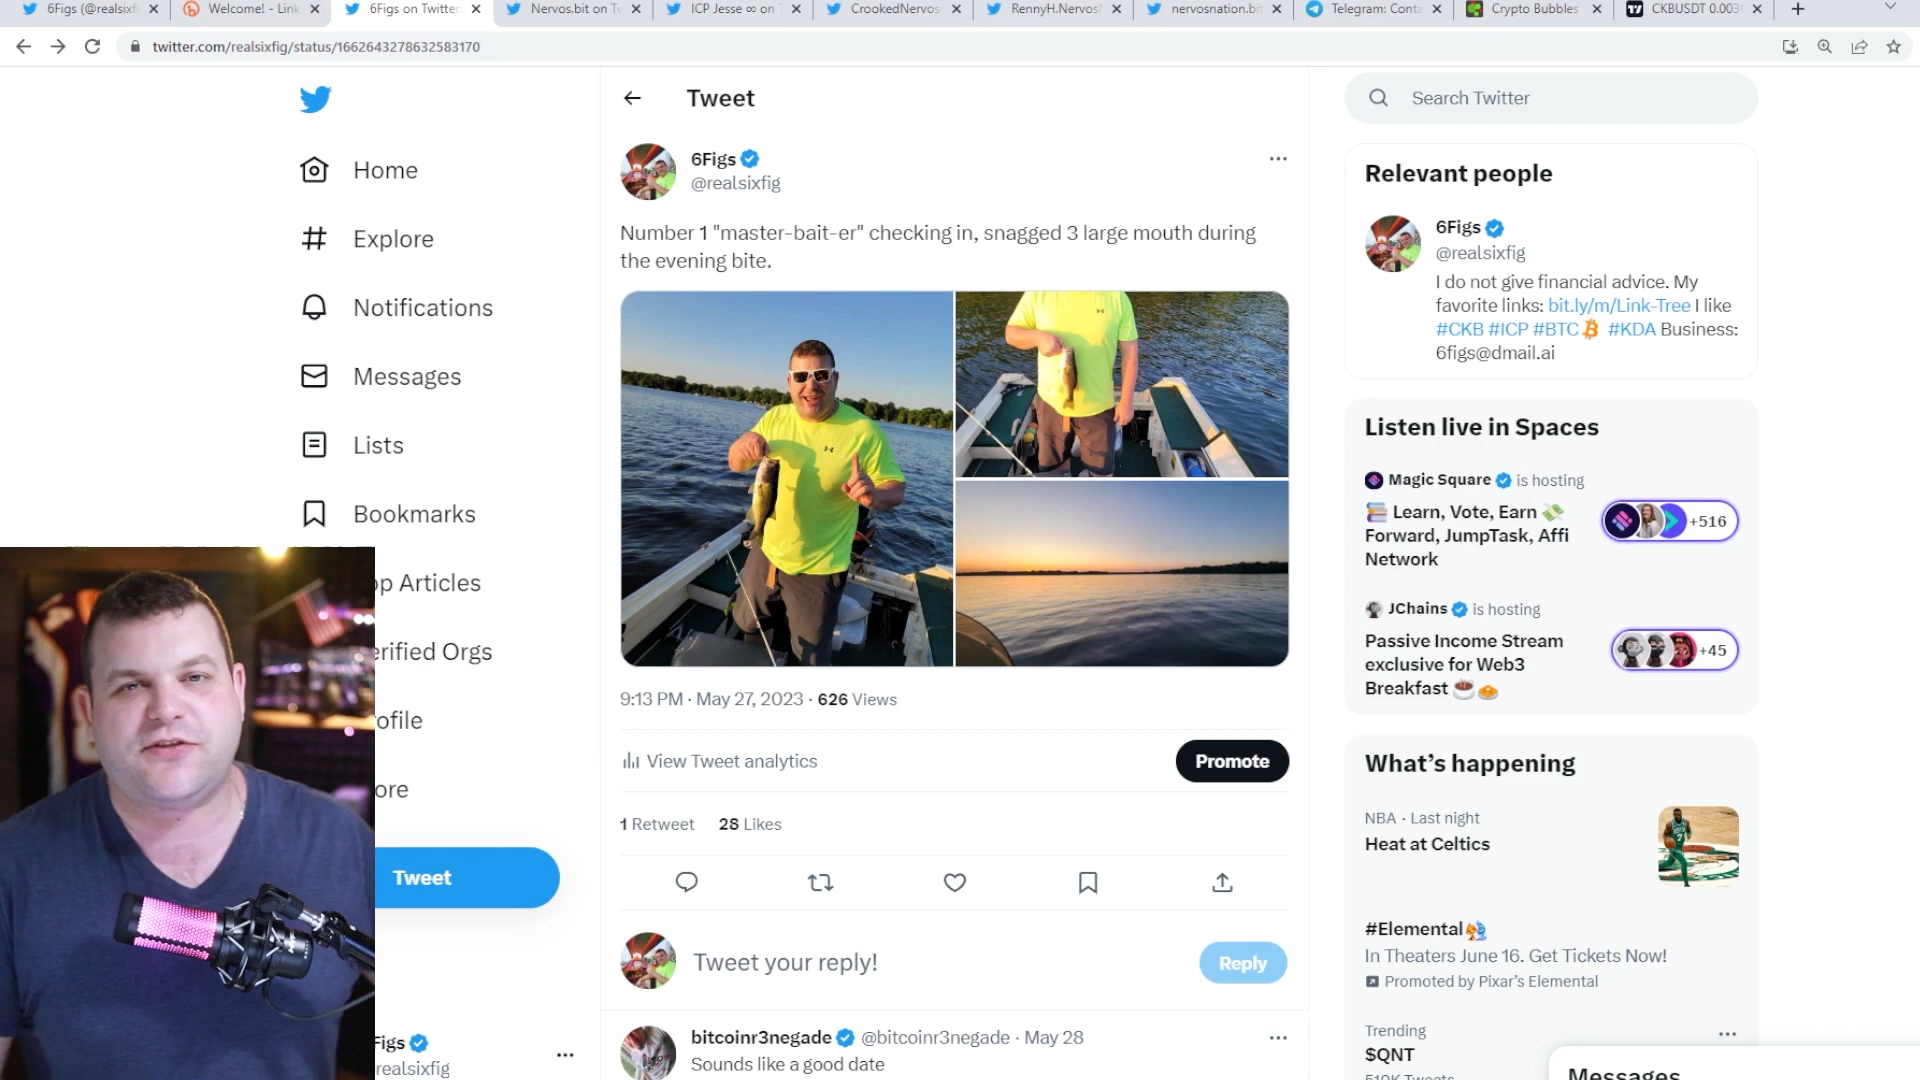 6Figs (@realsixfi
Welcome! - Link
6Figs on Twitter
Nervos.bit on Tw
ICP Jesse ∞ on T
CrookedNervos
RennyH.Nervos
nervosnation.bit
Telegram: Conta
Crypto Bubbles
CKBUSDT 0.003
twitter.com/realsixfig/status/1662643278632583170
Home
Explore
Notifications
Messages
Lists
Bookmarks
op Articles
erified Orgs
ofile
ore
Tweet
Figs
realsixfig
Tweet
6Figs
@realsixfig
Number 1 "master-bait-er" checking in, snagged 3 large mouth during
the evening bite.
9:13 PM · May 27, 2023 · 626 Views
View Tweet analytics
Promote
1 Retweet 28 Likes
Tweet your reply!
Reply
bitcoinr3negade @bitcoinr3negade · May 28
Sounds like a good date
Search Twitter
Relevant people
6Figs
@realsixfig
I do not give financial advice. My
favorite links: bit.ly/m/Link-Tree I like
#CKB #ICP #BTC #KDA Business:
6figs@dmail.ai
Listen live in Spaces
Magic Square is hosting
📚 Learn, Vote, Earn 💸
Forward, JumpTask, Affi
Network
+516
JChains is hosting
Passive Income Stream
exclusive for Web3
Breakfast ☕🧇
+45
What's happening
NBA · Last night
Heat at Celtics
#Elemental
In Theaters June 16. Get Tickets Now!
Promoted by Pixar's Elemental
Trending
$QNT
510K Tweets
Messages